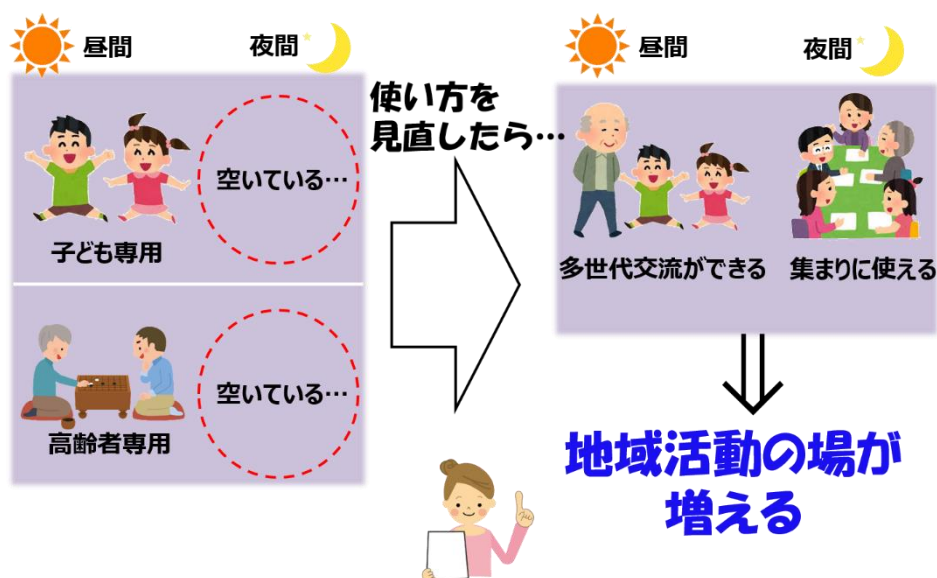 昼間
夜間
子ども専用
空いている…
高齢者専用
空いている…
使い方を
見直したら…
昼間
夜間
多世代交流ができる
集まりに使える
地域活動の場が
増える